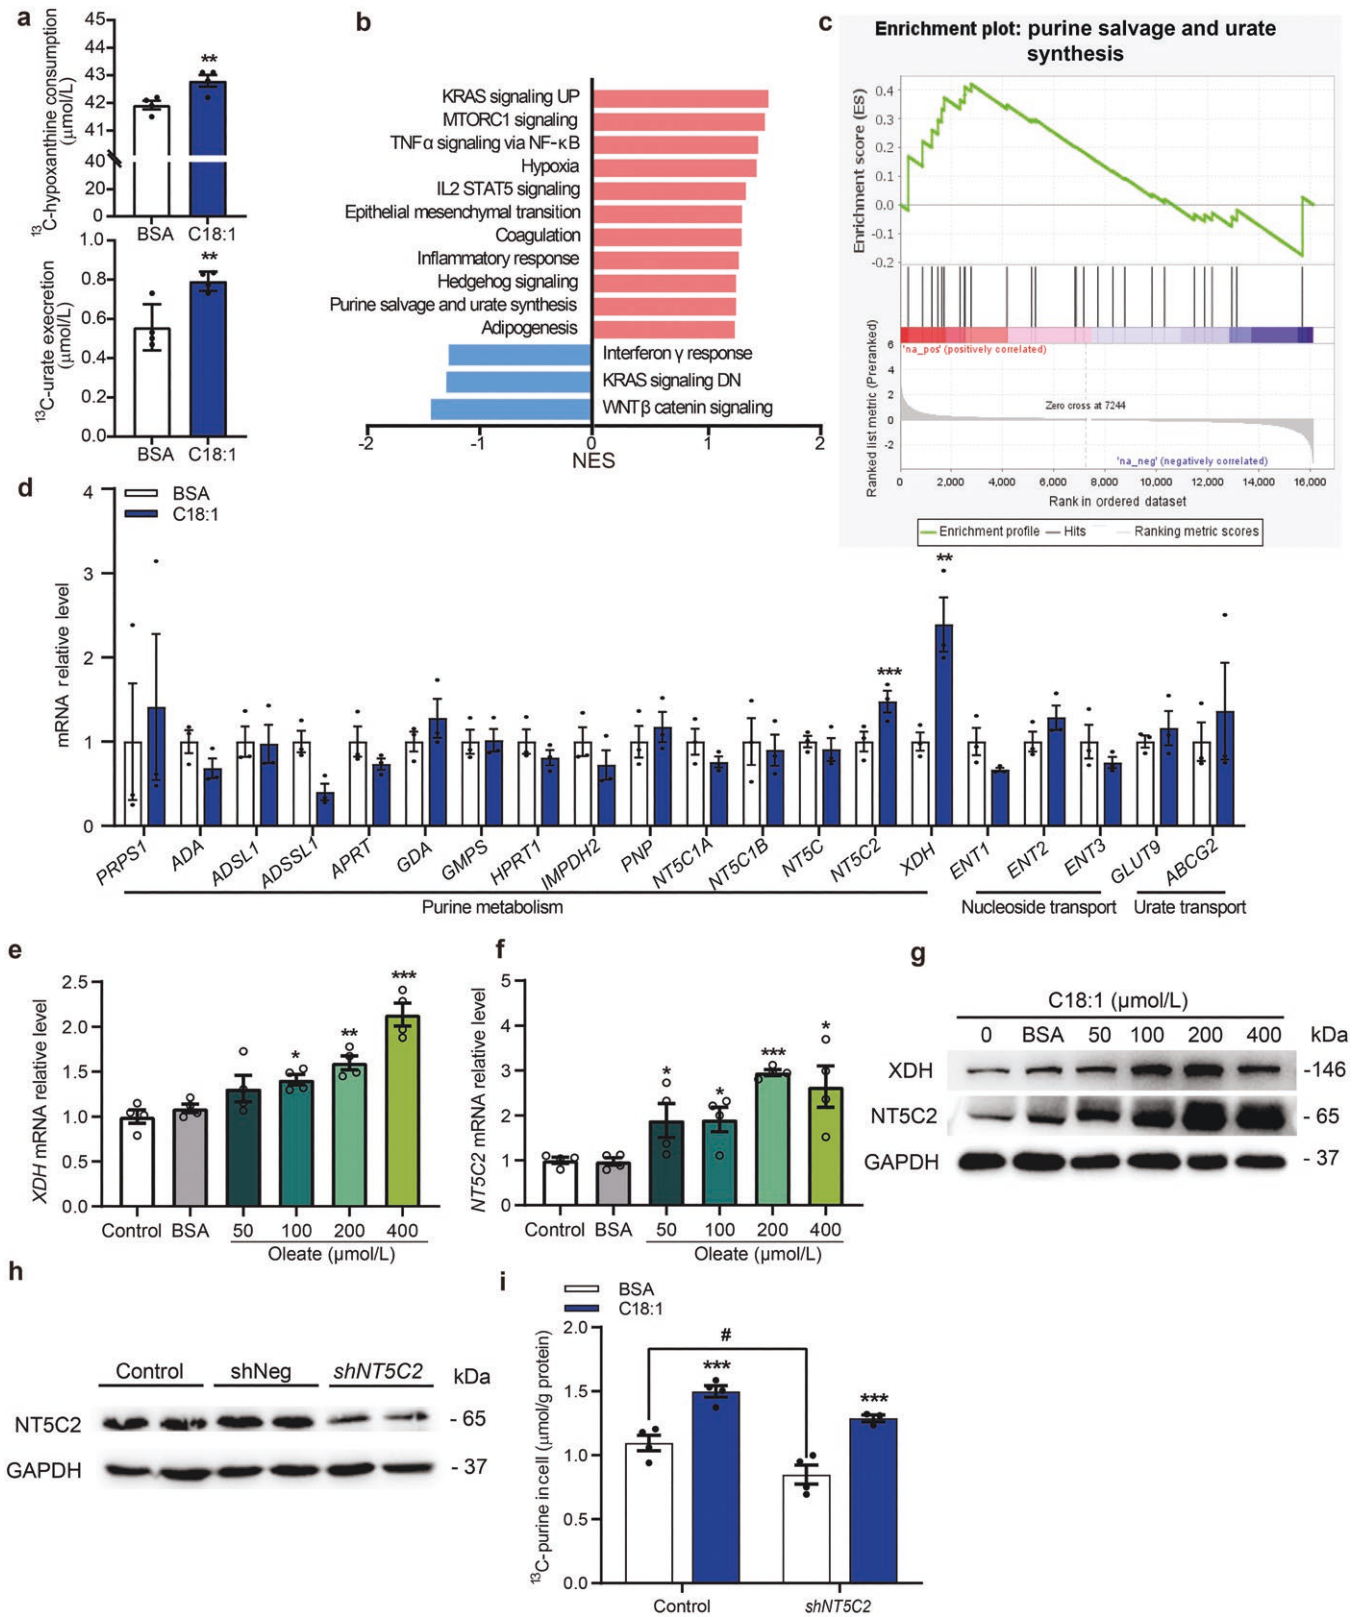 a
¹³C-hypoxanthine consumption
(μmol/L)
45
44
43
42
41
40
20
0
**
BSA
C18:1
¹³C-urate execretion
(μmol/L)
1.0
0.8
0.6
0.4
0.2
0.0
**
BSA
C18:1
b
KRAS signaling UP
MTORC1 signaling
TNFα signaling via NF-κB
Hypoxia
IL2 STAT5 signaling
Epithelial mesenchymal transition
Coagulation
Inflammatory response
Hedgehog signaling
Purine salvage and urate synthesis
Adipogenesis
Interferon γ response
KRAS signaling DN
WNTβ catenin signaling
-2
-1
0
1
2
NES
c
Enrichment plot: purine salvage and urate
synthesis
Enrichment score (ES)
0.4
0.3
0.2
0.1
0.0
-0.1
-0.2
Ranked list metric (Preranked)
6
4
2
0
-2
'na_pos' (positively correlated)
Zero cross at 7244
'na_neg' (negatively correlated)
0
2,000
4,000
6,000
8,000
10,000
12,000
14,000
16,000
Rank in ordered dataset
Enrichment profile
Hits
Ranking metric scores
d
BSA
C18:1
mRNA relative level
4
3
2
1
0
***
**
PRPS1
ADA
ADSL1
ADSSL1
APRT
GDA
GMPS
HPRT1
IMPDH2
PNP
NT5C1A
NT5C1B
NT5C
NT5C2
XDH
ENT1
ENT2
ENT3
GLUT9
ABCG2
Purine metabolism
Nucleoside transport
Urate transport
e
XDH mRNA relative level
2.5
2.0
1.5
1.0
0.5
0.0
*
**
***
Control
BSA
50
100
200
400
Oleate (μmol/L)
f
NT5C2 mRNA relative level
5
4
3
2
1
0
*
*
***
*
Control
BSA
50
100
200
400
Oleate (μmol/L)
g
C18:1 (μmol/L)
0 BSA 50 100 200 400 kDa
XDH -146
NT5C2 - 65
GAPDH - 37
h
Control shNeg shNT5C2 kDa
NT5C2 - 65
GAPDH - 37
i
BSA
C18:1
¹³C-purine in cell (μmol/g protein)
2.0
1.5
1.0
0.5
0.0
#
***
***
Control
shNT5C2